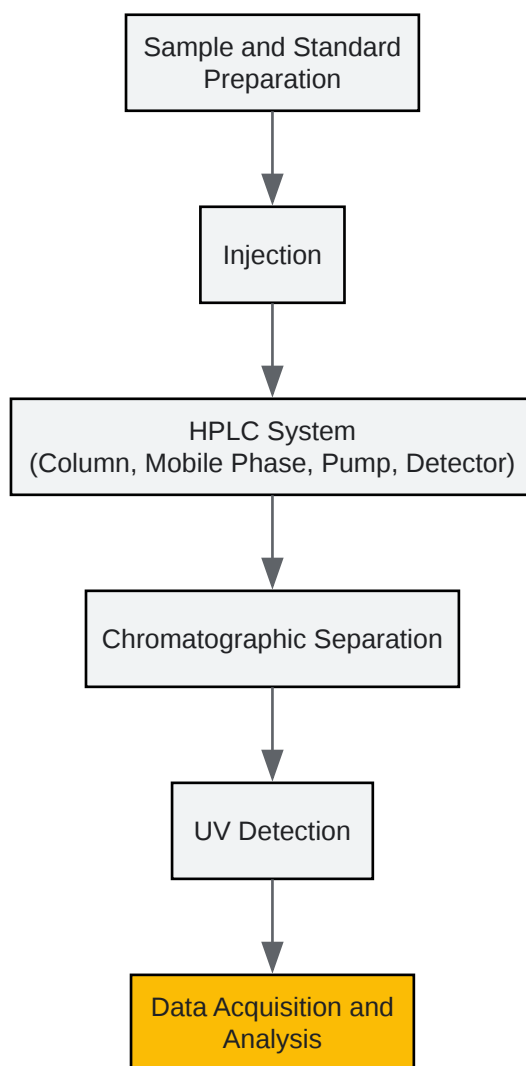 Sample and Standard
Preparation
Injection
HPLC System
(Column, Mobile Phase, Pump, Detector)
Chromatographic Separation
UV Detection
Data Acquisition and
Analysis